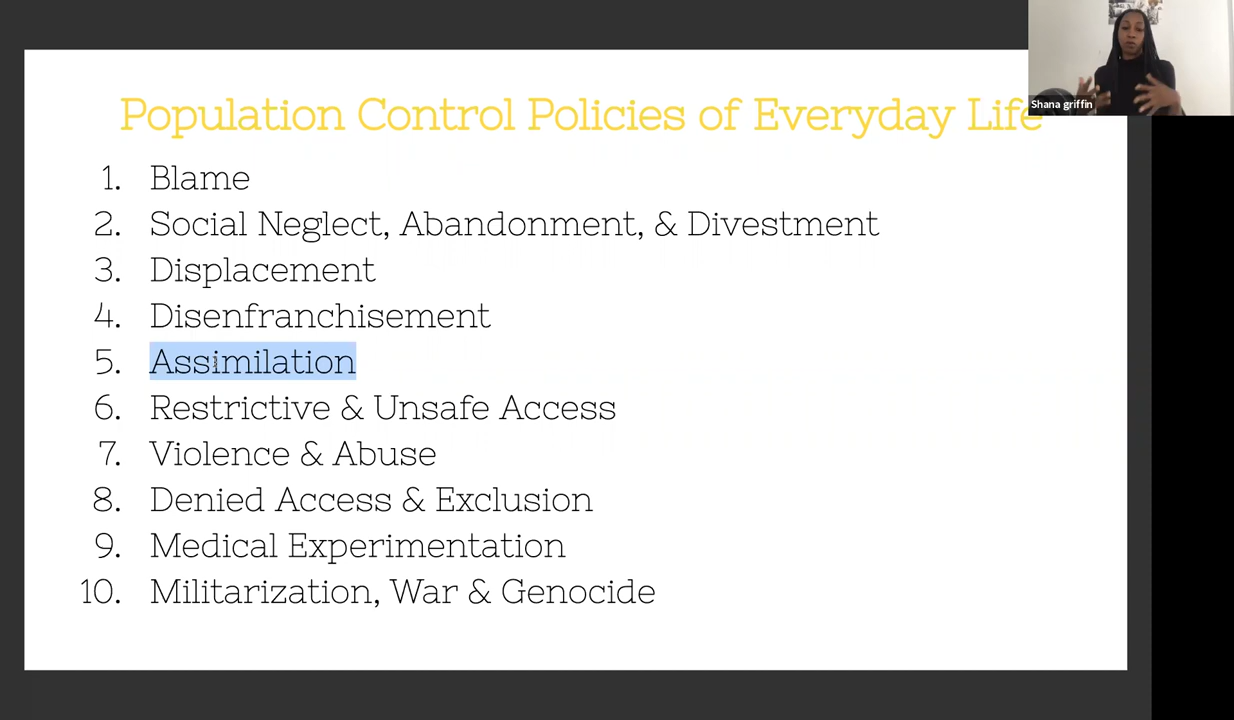 Population Control Policies of Everyday Life
Shana griffin
1. Blame
2. Social Neglect, Abandonment, & Divestment
3. Displacement
4. Disenfranchisement
5. Assimilation
6. Restrictive & Unsafe Access
7. Violence & Abuse
8. Denied Access & Exclusion
9. Medical Experimentation
10. Militarization, War & Genocide